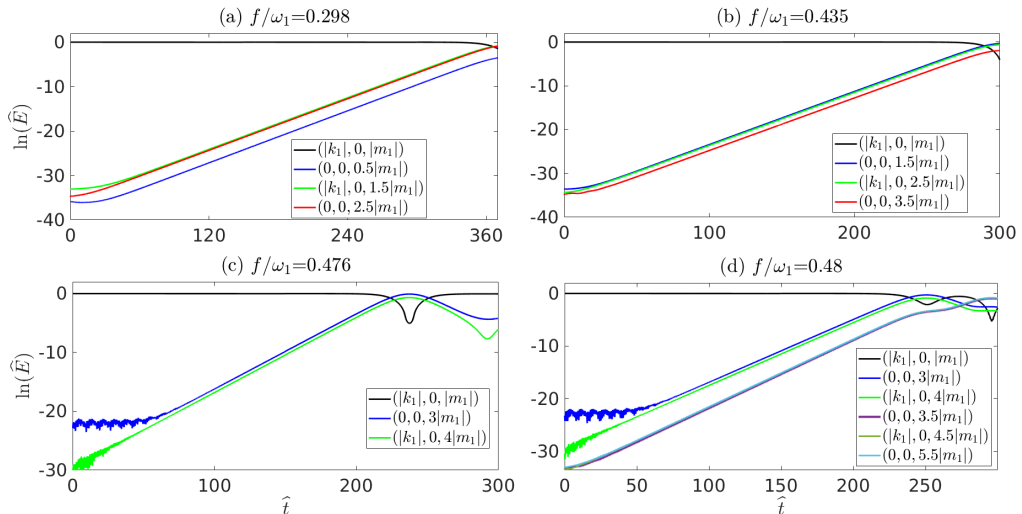 (a) f/ω₁=0.298
(b) f/ω₁=0.435
ln(Ê)
0
-10
-20
-30
-40
0
120
240
360
(|k₁|, 0, |m₁|)
(0, 0, 0.5|m₁|)
(|k₁|, 0, 1.5|m₁|)
(0, 0, 2.5|m₁|)
0
-10
-20
-30
-40
0
100
200
300
(|k₁|, 0, |m₁|)
(0, 0, 1.5|m₁|)
(|k₁|, 0, 2.5|m₁|)
(0, 0, 3.5|m₁|)
(c) f/ω₁=0.476
(d) f/ω₁=0.48
ln(Ê)
0
-10
-20
-30
0
100
200
300
t̂
(|k₁|, 0, |m₁|)
(0, 0, 3|m₁|)
(|k₁|, 0, 4|m₁|)
0
-10
-20
-30
0
50
100
150
200
250
t̂
(|k₁|, 0, |m₁|)
(0, 0, 3|m₁|)
(|k₁|, 0, 4|m₁|)
(0, 0, 3.5|m₁|)
(|k₁|, 0, 4.5|m₁|)
(0, 0, 5.5|m₁|)